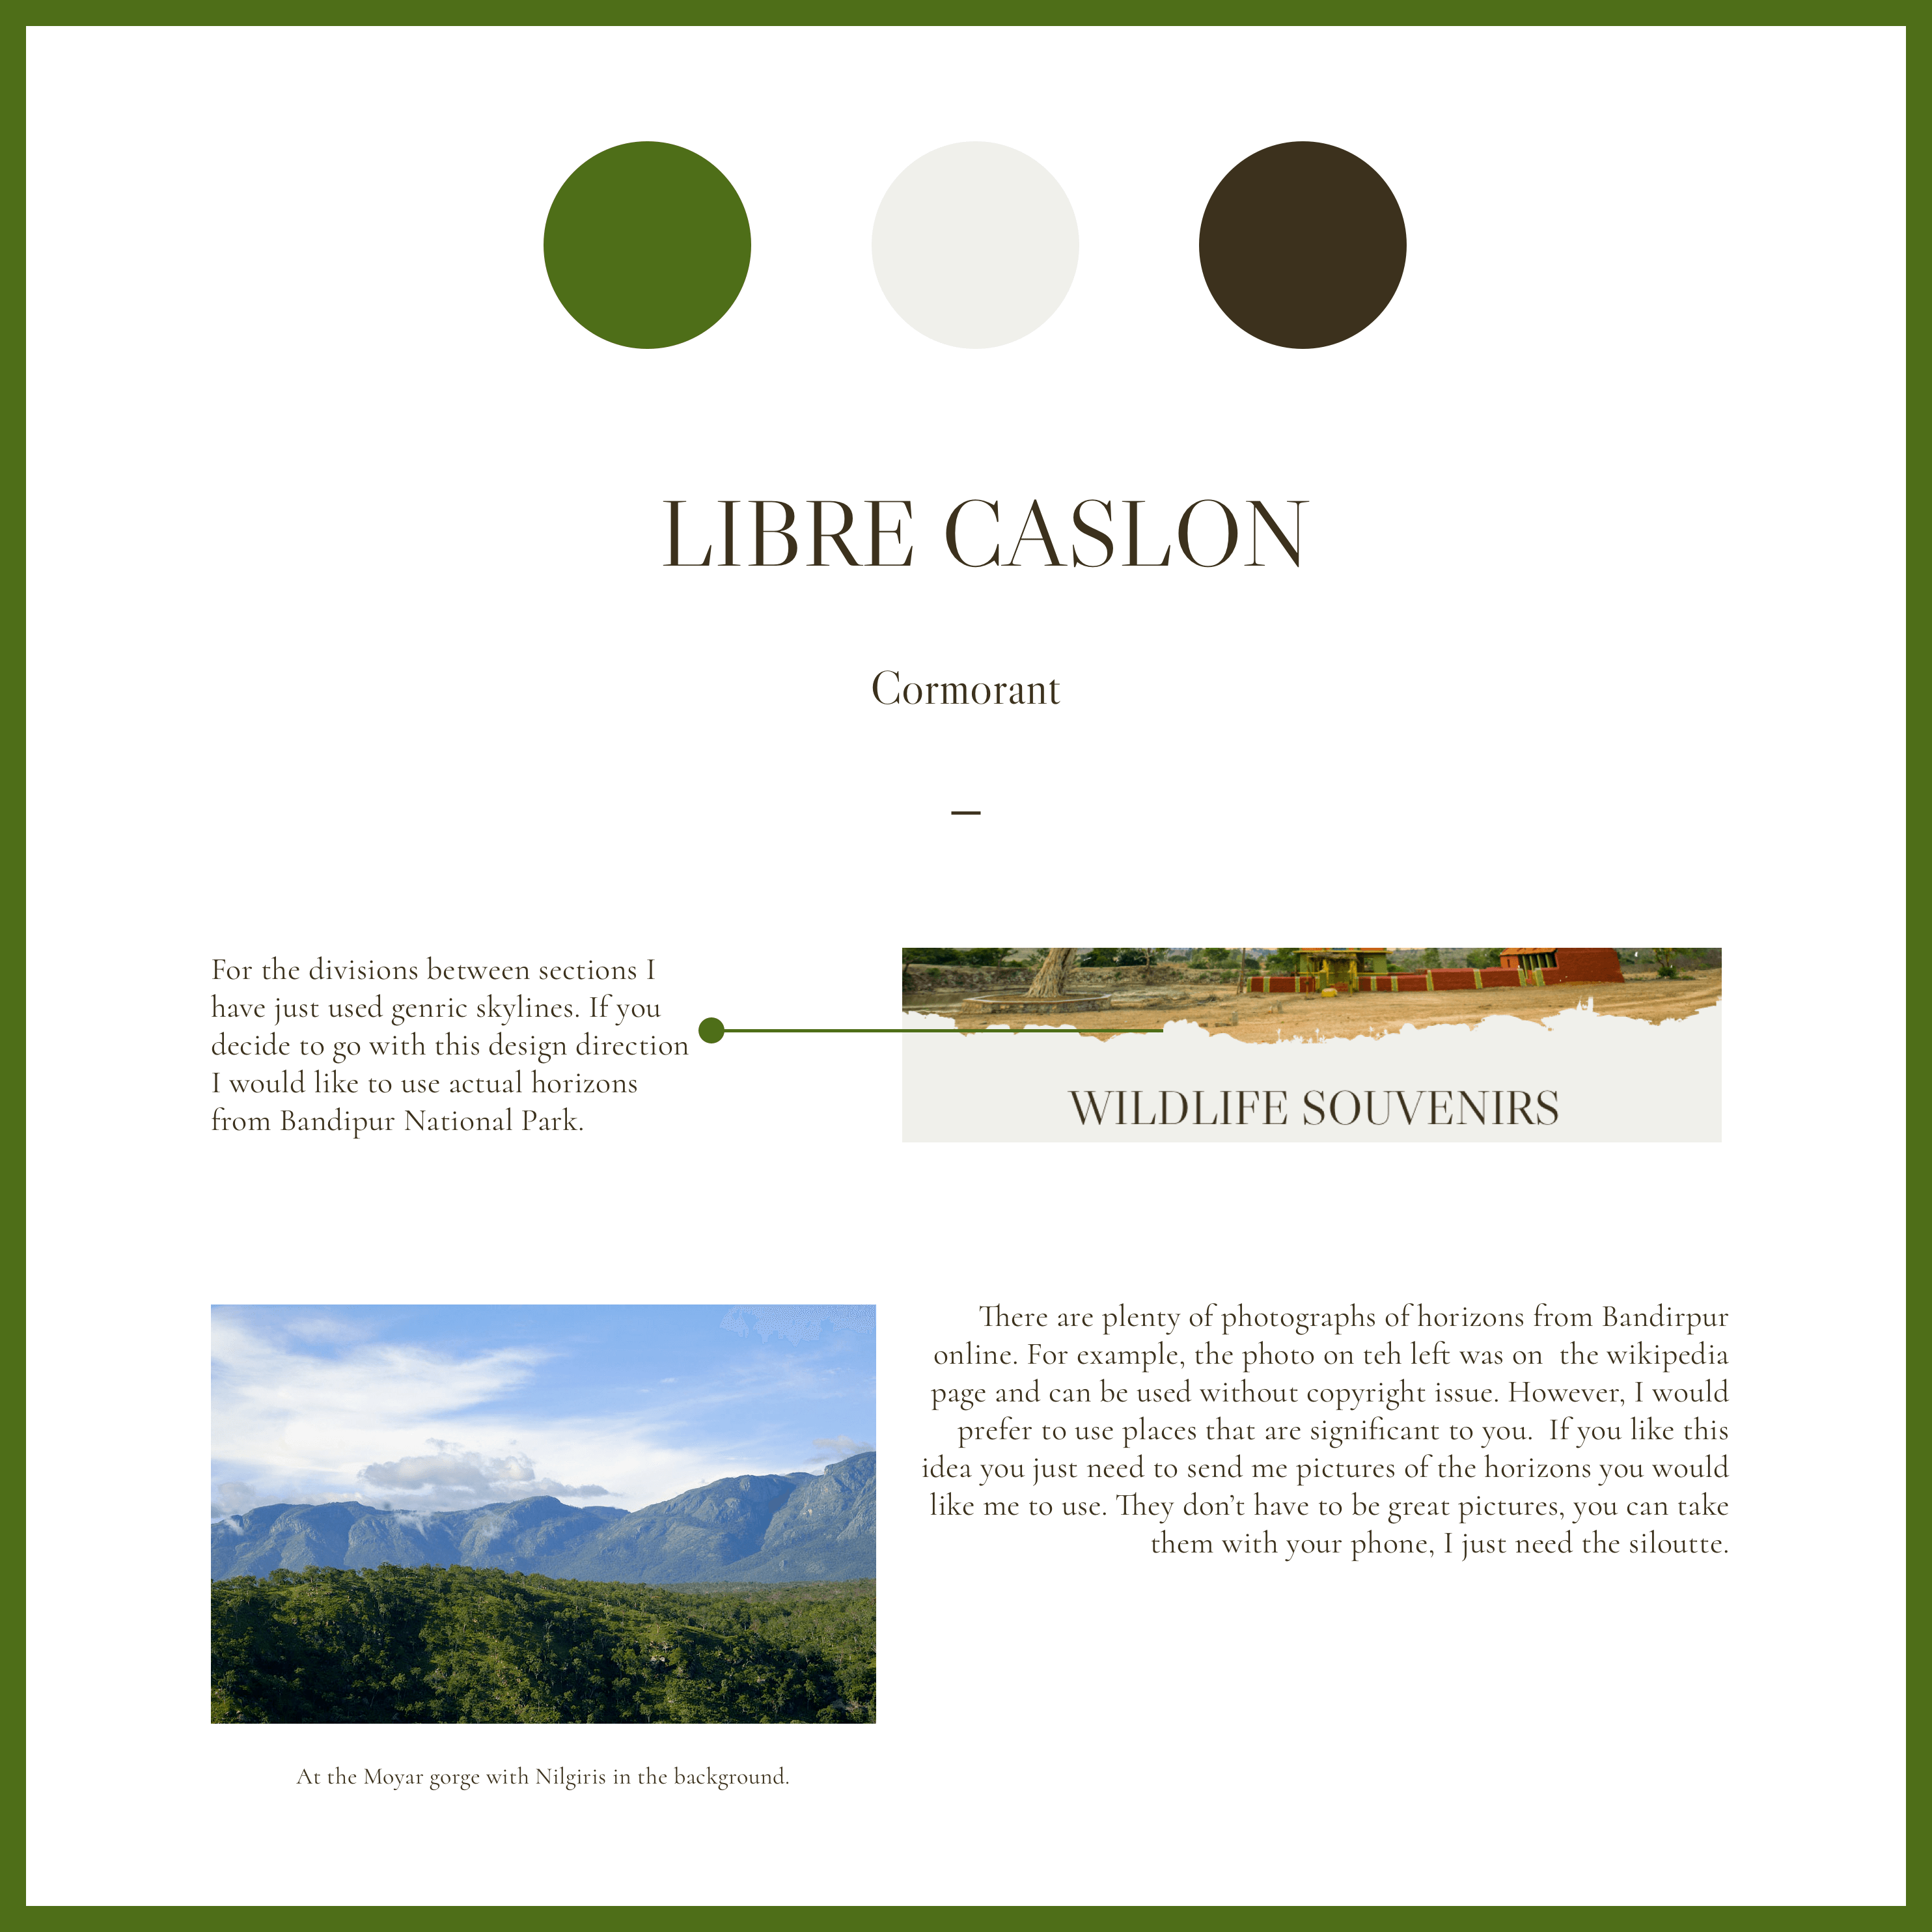 LIBRE CASLON
Cormorant
For the divisions between sections I
have just used genric skylines. If you
decide to go with this design direction
I would like to use actual horizons
from Bandipur National Park.
WILDLIFE SOUVENIRS
There are plenty of photographs of horizons from Bandirpur
online. For example, the photo on teh left was on  the wikipedia
page and can be used without copyright issue. However, I would
prefer to use places that are significant to you.  If you like this
idea you just need to send me pictures of the horizons you would
like me to use. They don’t have to be great pictures, you can take
them with your phone, I just need the siloutte.
At the Moyar gorge with Nilgiris in the background.